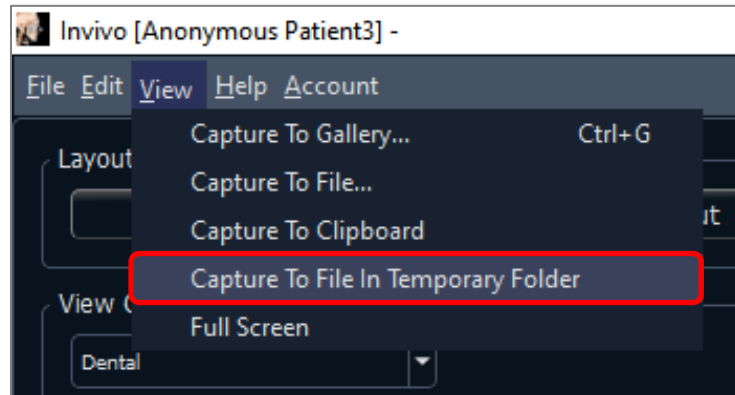 Invivo [Anonymous Patient3] -
File Edit View Help Account
Capture To Gallery... Ctrl+G
Layout
Capture To File...
Capture To Clipboard
Capture To File In Temporary Folder
View
Full Screen
Dental